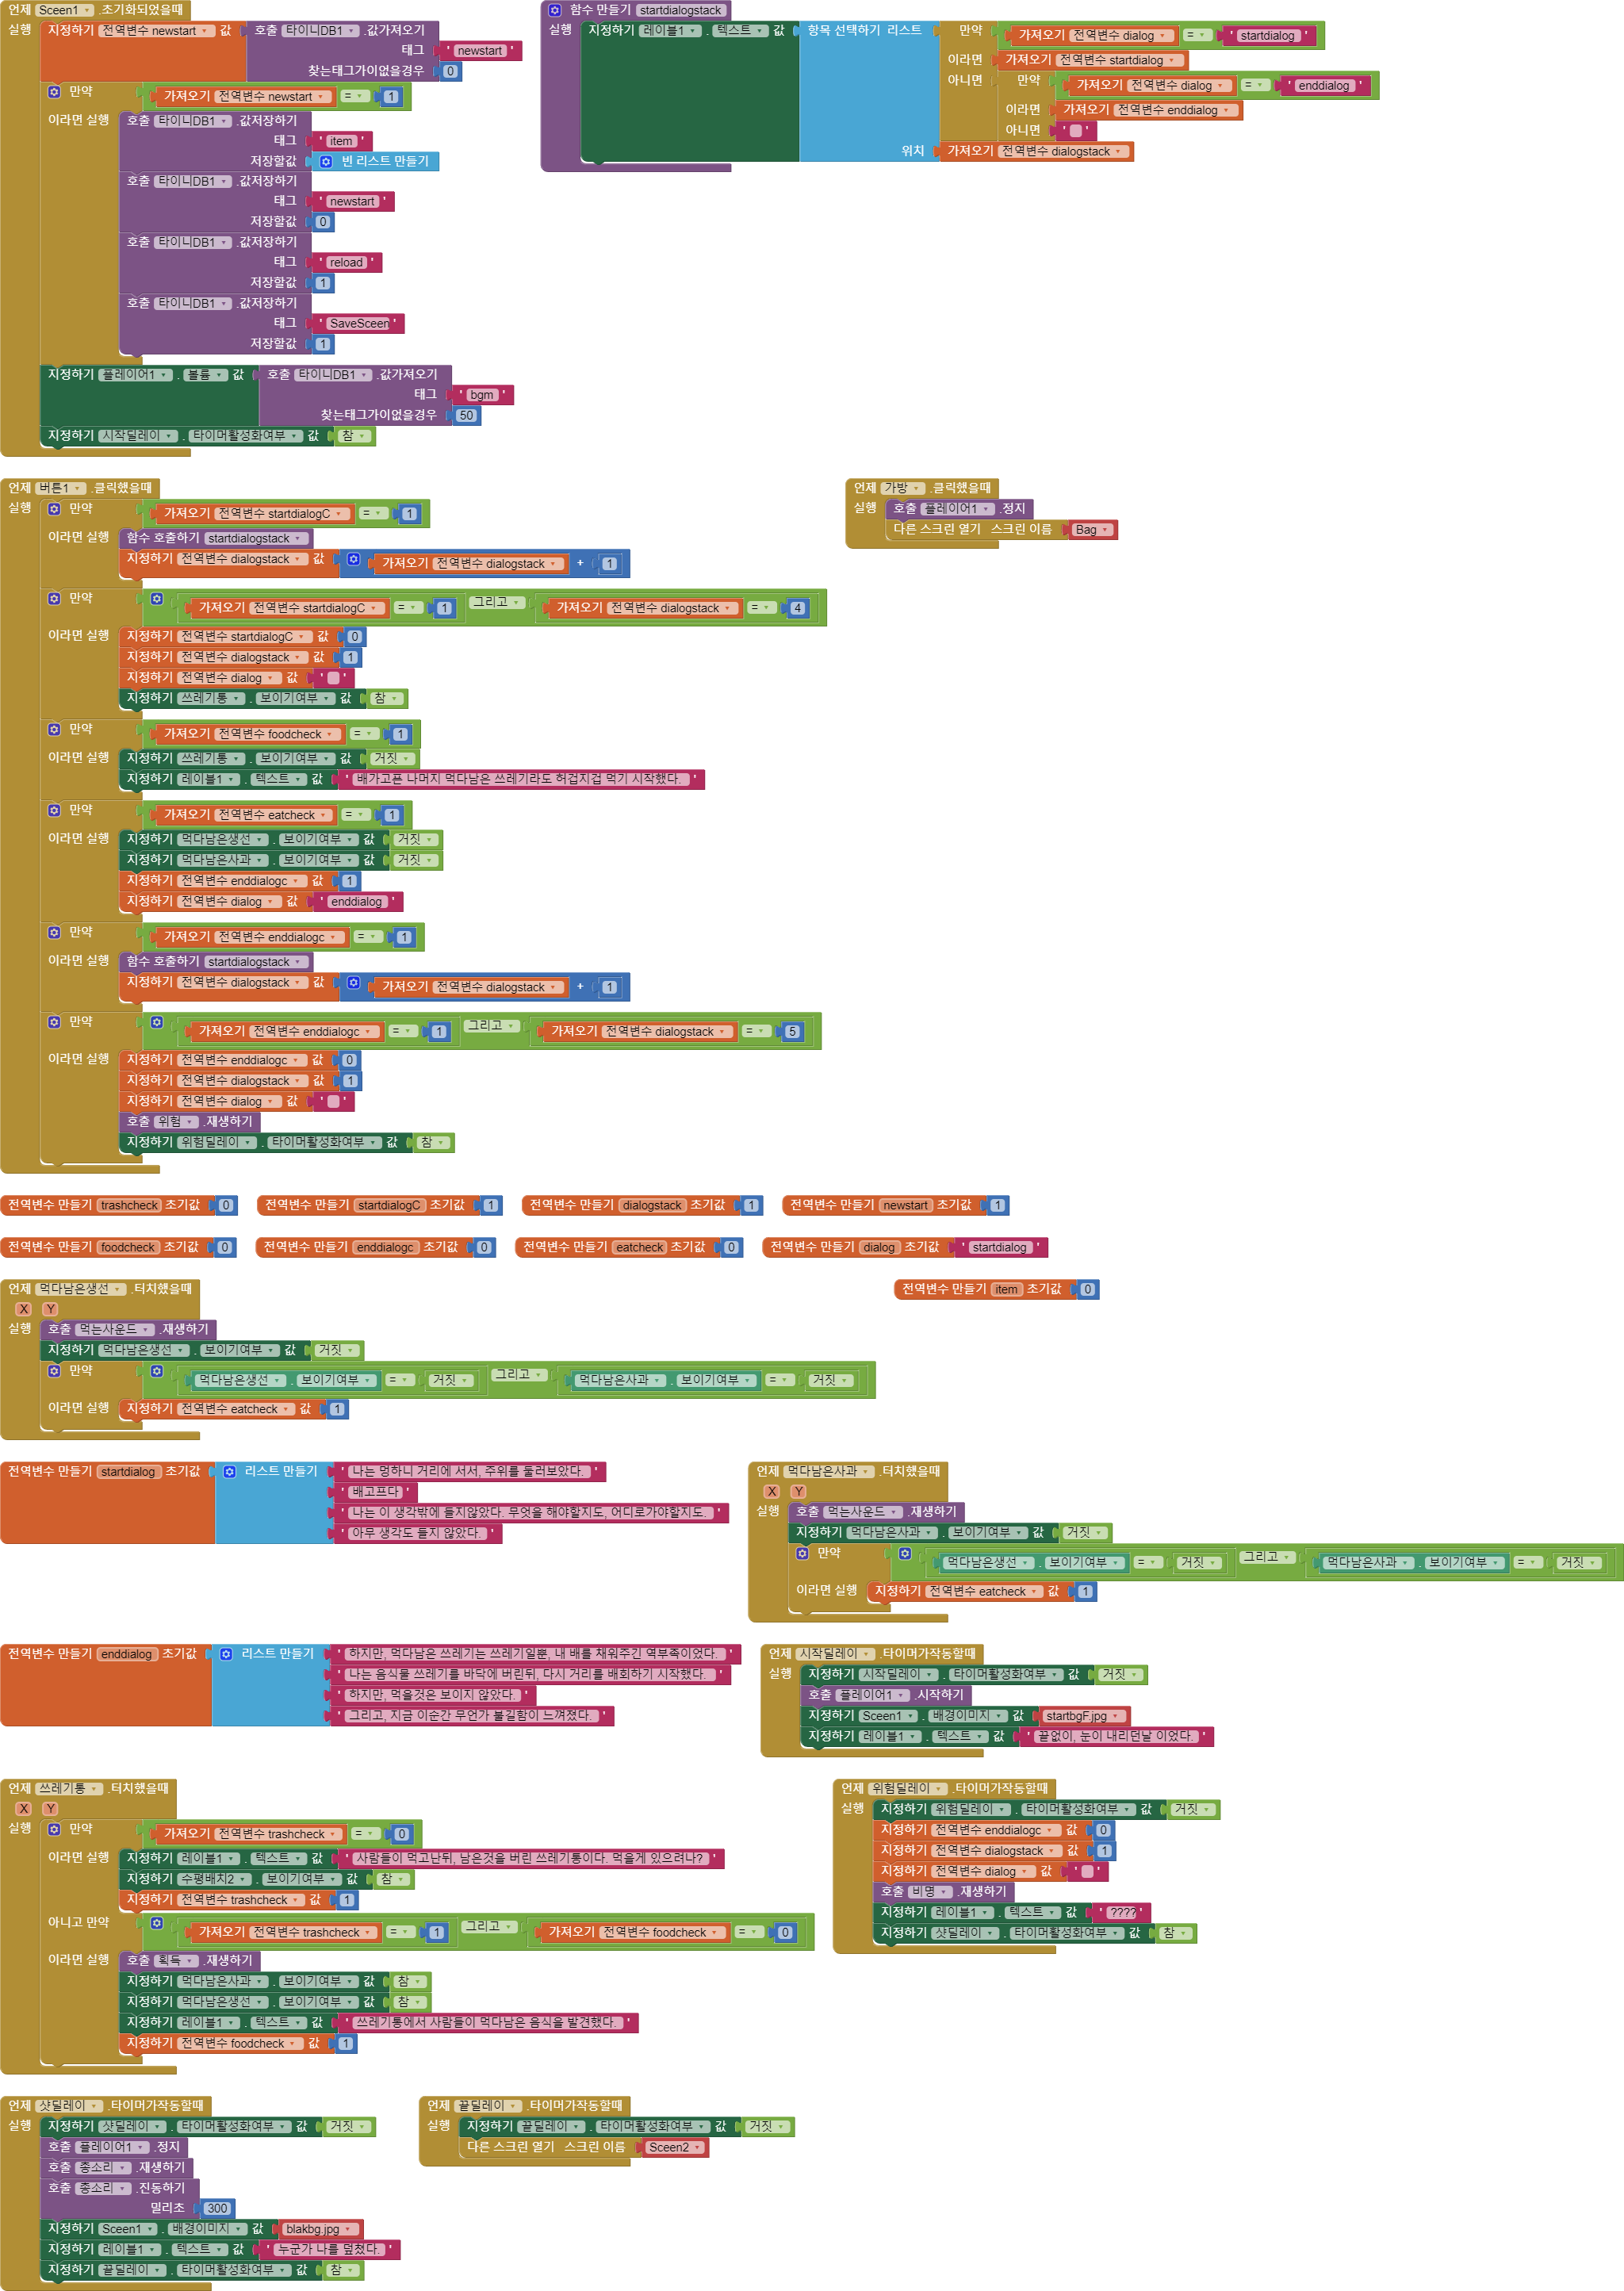 언제 Sceen1 .초기화되었을때
실행 지정하기 전역변수 newstart 값 호출 타이니DB1 .값가져오기
태그 ' newstart '
찾는태그가이없을경우 0
만약 가져오기 전역변수 newstart = 1
이라면 실행 호출 타이니DB1 .값저장하기
태그 ' item '
저장할값 빈 리스트 만들기
호출 타이니DB1 .값저장하기
태그 ' newstart '
저장할값 0
호출 타이니DB1 .값저장하기
태그 ' reload '
저장할값 1
호출 타이니DB1 .값저장하기
태그 ' SaveSceen '
저장할값 1
지정하기 플레이어1 . 볼륨 값 호출 타이니DB1 .값가져오기
태그 ' bgm '
찾는태그가이없을경우 50
지정하기 시작딜레이 . 타이머활성화여부 값 참
함수 만들기 startdialogstack
실행 지정하기 레이블1 . 텍스트 값 항목 선택하기 리스트 만약 가져오기 전역변수 dialog = ' startdialog '
이라면 가져오기 전역변수 startdialog
아니면 만약 가져오기 전역변수 dialog = ' enddialog '
이라면 가져오기 전역변수 enddialog
아니면 ' '
위치 가져오기 전역변수 dialogstack
언제 버튼1 .클릭했을때
실행 만약 가져오기 전역변수 startdialogC = 1
이라면 실행 함수 호출하기 startdialogstack
지정하기 전역변수 dialogstack 값 가져오기 전역변수 dialogstack + 1
만약 가져오기 전역변수 startdialogC = 1 그리고 가져오기 전역변수 dialogstack = 4
이라면 실행 지정하기 전역변수 startdialogC 값 0
지정하기 전역변수 dialogstack 값 1
지정하기 전역변수 dialog 값 ' '
지정하기 쓰레기통 . 보이기여부 값 참
만약 가져오기 전역변수 foodcheck = 1
이라면 실행 지정하기 쓰레기통 . 보이기여부 값 거짓
지정하기 레이블1 . 텍스트 값 ' 배가고픈 나머지 먹다남은 쓰레기라도 허겁지겁 먹기 시작했다. '
만약 가져오기 전역변수 eatcheck = 1
이라면 실행 지정하기 먹다남은생선 . 보이기여부 값 거짓
지정하기 먹다남은사과 . 보이기여부 값 거짓
지정하기 전역변수 enddialogc 값 1
지정하기 전역변수 dialog 값 ' enddialog '
만약 가져오기 전역변수 enddialogc = 1
이라면 실행 함수 호출하기 startdialogstack
지정하기 전역변수 dialogstack 값 가져오기 전역변수 dialogstack + 1
만약 가져오기 전역변수 enddialogc = 1 그리고 가져오기 전역변수 dialogstack = 5
이라면 실행 지정하기 전역변수 enddialogc 값 0
지정하기 전역변수 dialogstack 값 1
지정하기 전역변수 dialog 값 ' '
호출 위험 .재생하기
지정하기 위험딜레이 . 타이머활성화여부 값 참
언제 가방 .클릭했을때
실행 호출 플레이어1 .정지
다른 스크린 열기 스크린 이름 Bag
전역변수 만들기 trashcheck 초기값 0 전역변수 만들기 startdialogC 초기값 1 전역변수 만들기 dialogstack 초기값 1 전역변수 만들기 newstart 초기값 1
전역변수 만들기 foodcheck 초기값 0 전역변수 만들기 enddialogc 초기값 0 전역변수 만들기 eatcheck 초기값 0 전역변수 만들기 dialog 초기값 ' startdialog '
전역변수 만들기 item 초기값 0
언제 먹다남은생선 .터치했을때
X Y
실행 호출 먹는사운드 .재생하기
지정하기 먹다남은생선 . 보이기여부 값 거짓
만약 먹다남은생선 . 보이기여부 = 거짓 그리고 먹다남은사과 . 보이기여부 = 거짓
이라면 실행 지정하기 전역변수 eatcheck 값 1
전역변수 만들기 startdialog 초기값 리스트 만들기 ' 나는 멍하니 거리에 서서, 주위를 둘러보았다. '
' 배고프다 '
' 나는 이 생각밖에 들지않았다. 무엇을 해야할지도, 어디로가야할지도. '
' 아무 생각도 들지 않았다. '
언제 먹다남은사과 .터치했을때
X Y
실행 호출 먹는사운드 .재생하기
지정하기 먹다남은사과 . 보이기여부 값 거짓
만약 먹다남은생선 . 보이기여부 = 거짓 그리고 먹다남은사과 . 보이기여부 = 거짓
이라면 실행 지정하기 전역변수 eatcheck 값 1
전역변수 만들기 enddialog 초기값 리스트 만들기 ' 하지만, 먹다남은 쓰레기는 쓰레기일뿐, 내 배를 채워주긴 역부족이었다. '
' 나는 음식물 쓰레기를 바닥에 버린뒤, 다시 거리를 배회하기 시작했다. '
' 하지만, 먹을것은 보이지 않았다. '
' 그리고, 지금 이순간 무언가 불길함이 느껴졌다. '
언제 시작딜레이 .타이머가작동할때
실행 지정하기 시작딜레이 . 타이머활성화여부 값 거짓
호출 플레이어1 .시작하기
지정하기 Sceen1 . 배경이미지 값 startbgF.jpg
지정하기 레이블1 . 텍스트 값 ' 끝없이, 눈이 내리던날 이었다. '
언제 쓰레기통 .터치했을때
X Y
실행 만약 가져오기 전역변수 trashcheck = 0
이라면 실행 지정하기 레이블1 . 텍스트 값 ' 사람들이 먹고난뒤, 남은것을 버린 쓰레기통이다. 먹을게 있으려나? '
지정하기 수평배치2 . 보이기여부 값 참
지정하기 전역변수 trashcheck 값 1
아니고 만약 가져오기 전역변수 trashcheck = 1 그리고 가져오기 전역변수 foodcheck = 0
이라면 실행 호출 획득 .재생하기
지정하기 먹다남은사과 . 보이기여부 값 참
지정하기 먹다남은생선 . 보이기여부 값 참
지정하기 레이블1 . 텍스트 값 ' 쓰레기통에서 사람들이 먹다남은 음식을 발견했다. '
지정하기 전역변수 foodcheck 값 1
언제 위험딜레이 .타이머가작동할때
실행 지정하기 위험딜레이 . 타이머활성화여부 값 거짓
지정하기 전역변수 enddialogc 값 0
지정하기 전역변수 dialogstack 값 1
지정하기 전역변수 dialog 값 ' '
호출 비명 .재생하기
지정하기 레이블1 . 텍스트 값 ' ???? '
지정하기 샷딜레이 . 타이머활성화여부 값 참
언제 샷딜레이 .타이머가작동할때
실행 지정하기 샷딜레이 . 타이머활성화여부 값 거짓
호출 플레이어1 .정지
호출 총소리 .재생하기
호출 총소리 .진동하기
밀리초 300
지정하기 Sceen1 . 배경이미지 값 blakbg.jpg
지정하기 레이블1 . 텍스트 값 ' 누군가 나를 덮쳤다. '
지정하기 끝딜레이 . 타이머활성화여부 값 참
언제 끝딜레이 .타이머가작동할때
실행 지정하기 끝딜레이 . 타이머활성화여부 값 거짓
다른 스크린 열기 스크린 이름 Sceen2